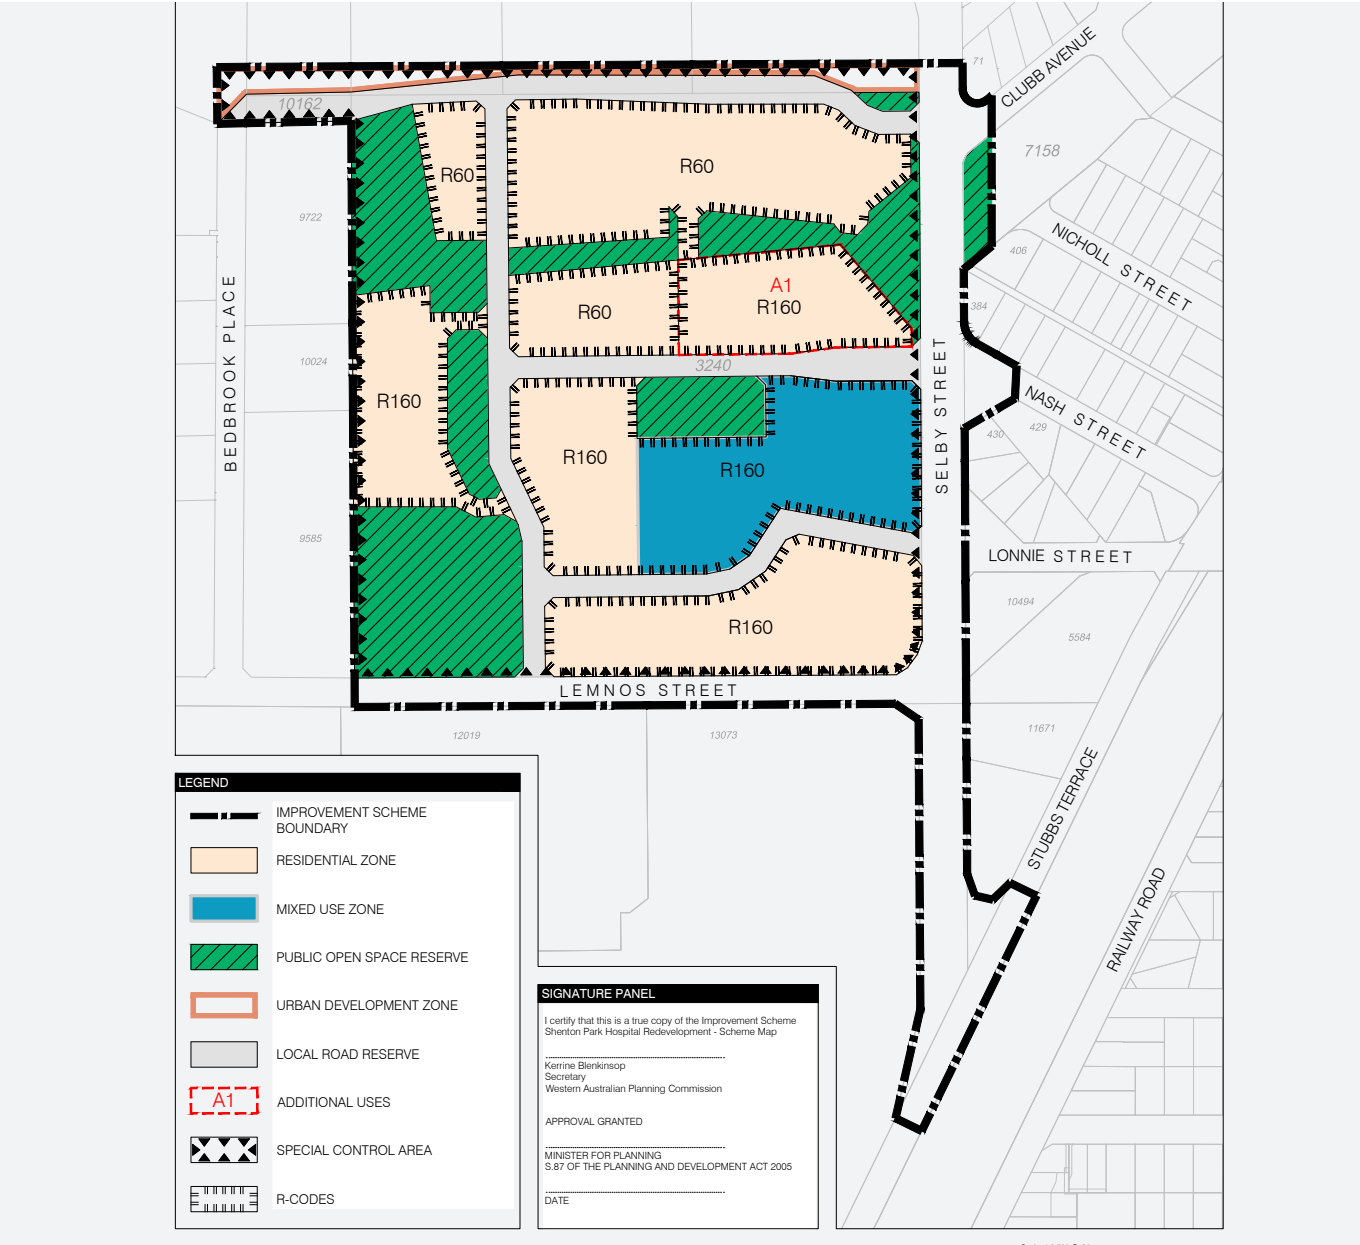 71
CLUBB AVENUE
10162
7158
R60
R60
9722
NICHOLL STREET
406
A1
R160
384
R60
BEDBROOK PLACE
10024
3240
SELBY STREET
R160
NASH STREET
429
430
R160
R160
9585
LONNIE STREET
10494
R160
5584
LEMNOS STREET
12019
13073
11671
STUBBS TERRACE
RAILWAY ROAD
LEGEND
IMPROVEMENT SCHEME
BOUNDARY
RESIDENTIAL ZONE
MIXED USE ZONE
PUBLIC OPEN SPACE RESERVE
URBAN DEVELOPMENT ZONE
LOCAL ROAD RESERVE
A1 ADDITIONAL USES
SPECIAL CONTROL AREA
R-CODES
SIGNATURE PANEL
I certify that this is a true copy of the Improvement Scheme
Shenton Park Hospital Redevelopment - Scheme Map
Kerrine Blenkinsop
Secretary
Western Australian Planning Commission
APPROVAL GRANTED
MINISTER FOR PLANNING
S.87 OF THE PLANNING AND DEVELOPMENT ACT 2005
DATE